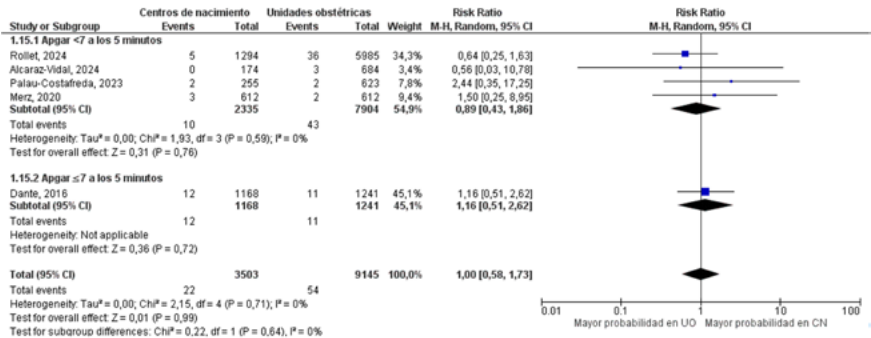 Centros de nacimiento Unidades obstétricas Risk Ratio Risk Ratio
Study or Subgroup Events Total Events Total Weight M-H, Random, 95% CI M-H, Random, 95% CI
1.15.1 Apgar <7 a los 5 minutos
Rollet, 2024 5 1294 36 5985 34,3% 0,64 [0,25, 1,63]
Alcaraz-Vidal, 2024 0 174 3 684 3,4% 0,56 [0,03, 10,78]
Palau-Costafreda, 2023 2 255 2 623 7,8% 2,44 [0,35, 17,25]
Merz, 2020 3 612 2 612 9,4% 1,50 [0,25, 8,95]
Subtotal (95% CI) 2335 7904 54,9% 0,89 [0,43, 1,86]
Total events 10 43
Heterogeneity: Tau² = 0,00; Chi² = 1,93, df = 3 (P = 0,59); I² = 0%
Test for overall effect: Z = 0,31 (P = 0,76)
1.15.2 Apgar ≤7 a los 5 minutos
Dante, 2016 12 1168 11 1241 45,1% 1,16 [0,51, 2,62]
Subtotal (95% CI) 1168 1241 45,1% 1,16 [0,51, 2,62]
Total events 12 11
Heterogeneity: Not applicable
Test for overall effect: Z = 0,36 (P = 0,72)
Total (95% CI) 3503 9145 100,0% 1,00 [0,58, 1,73]
Total events 22 54
Heterogeneity: Tau² = 0,00; Chi² = 2,15, df = 4 (P = 0,71); I² = 0%
Test for overall effect: Z = 0,01 (P = 0,99)
Test for subgroup differences: Chi² = 0,22, df = 1 (P = 0,64), I² = 0%
0.01 0.1 1 10 100
Mayor probabilidad en UO Mayor probabilidad en CN